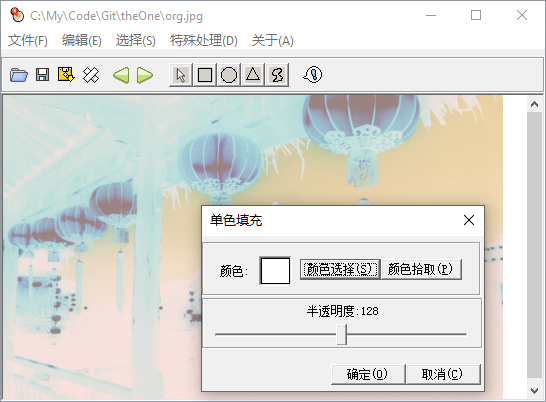 C:\My\Code\Git\theOne\org.jpg
文件(F) 编辑(E) 选择(S) 特殊处理(D) 关于(A)
单色填充
颜色: 颜色选择(S) 颜色拾取(P)
半透明度:128
确定(O) 取消(C)